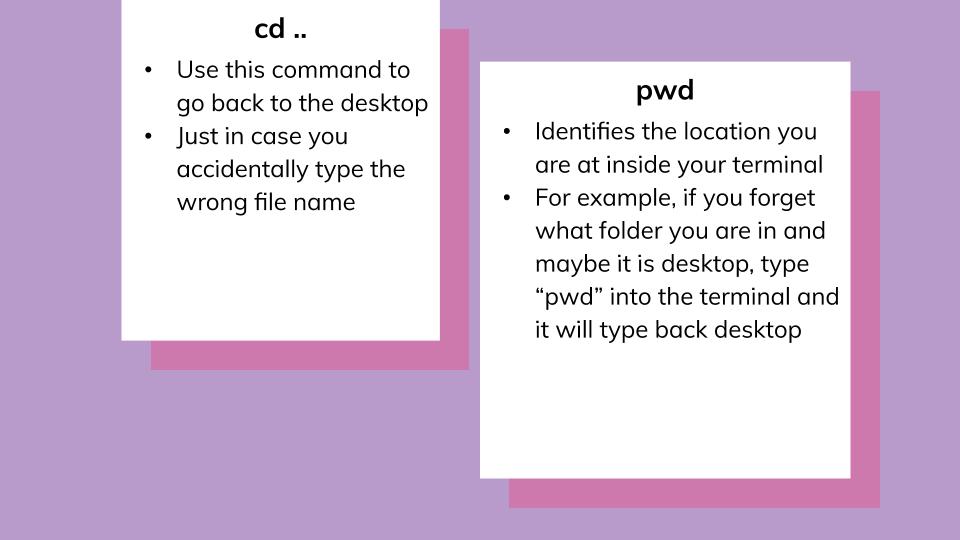 cd ..
• Use this command to
go back to the desktop
• Just in case you
accidentally type the
wrong file name
pwd
• Identifies the location you
are at inside your terminal
• For example, if you forget
what folder you are in and
maybe it is desktop, type
“pwd” into the terminal and
it will type back desktop